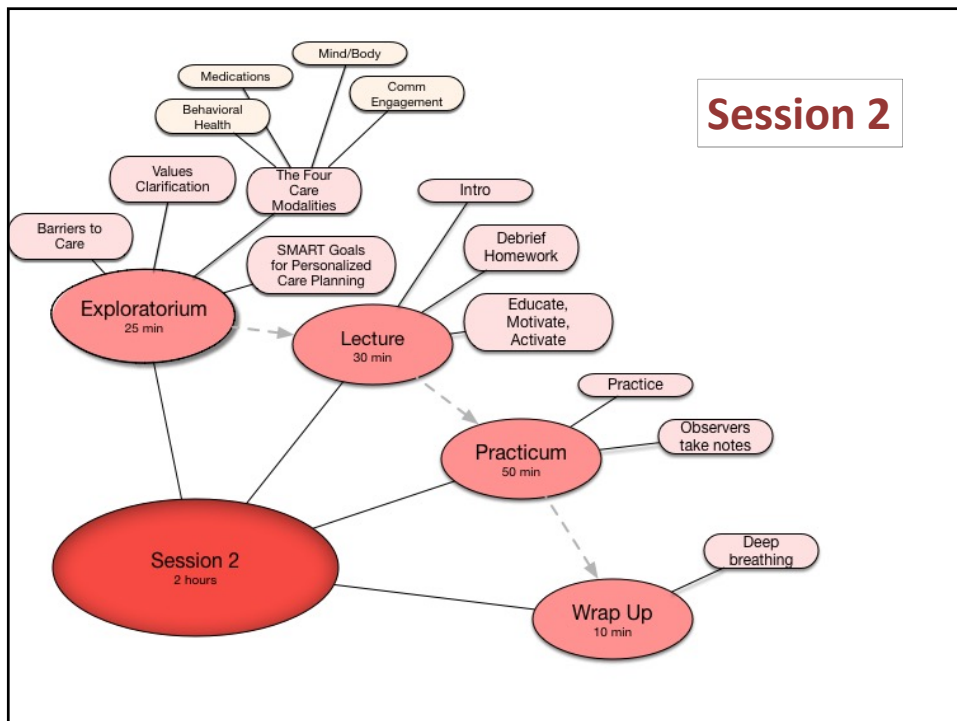 Session 2
Mind/Body
Medications
Comm
Engagement
Behavioral
Health
Values
Clarification
The Four
Care
Modalities
Intro
Barriers to
Care
SMART Goals
for Personalized
Care Planning
Debrief
Homework
Exploratorium
25 min
Lecture
30 min
Educate,
Motivate,
Activate
Practice
Observers
take notes
Practicum
50 min
Session 2
2 hours
Deep
breathing
Wrap Up
10 min